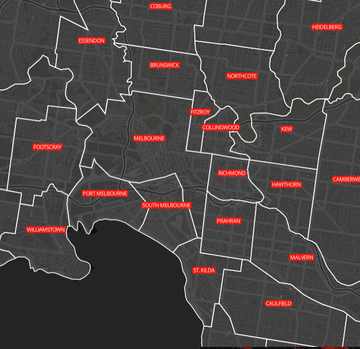 COBURG
HEIDELBERG
ESSENDON
BRUNSWICK
NORTHCOTE
FITZROY
COLLINGWOOD
KEW
MELBOURNE
FOOTSCRAY
RICHMOND
CAMBERWE
HAWTHORN
PORT MELBOURNE
SOUTH MELBOURNE
PRAHRAN
WILLIAMSTOWN
MALVERN
ST. KILDA
CAULFIELD